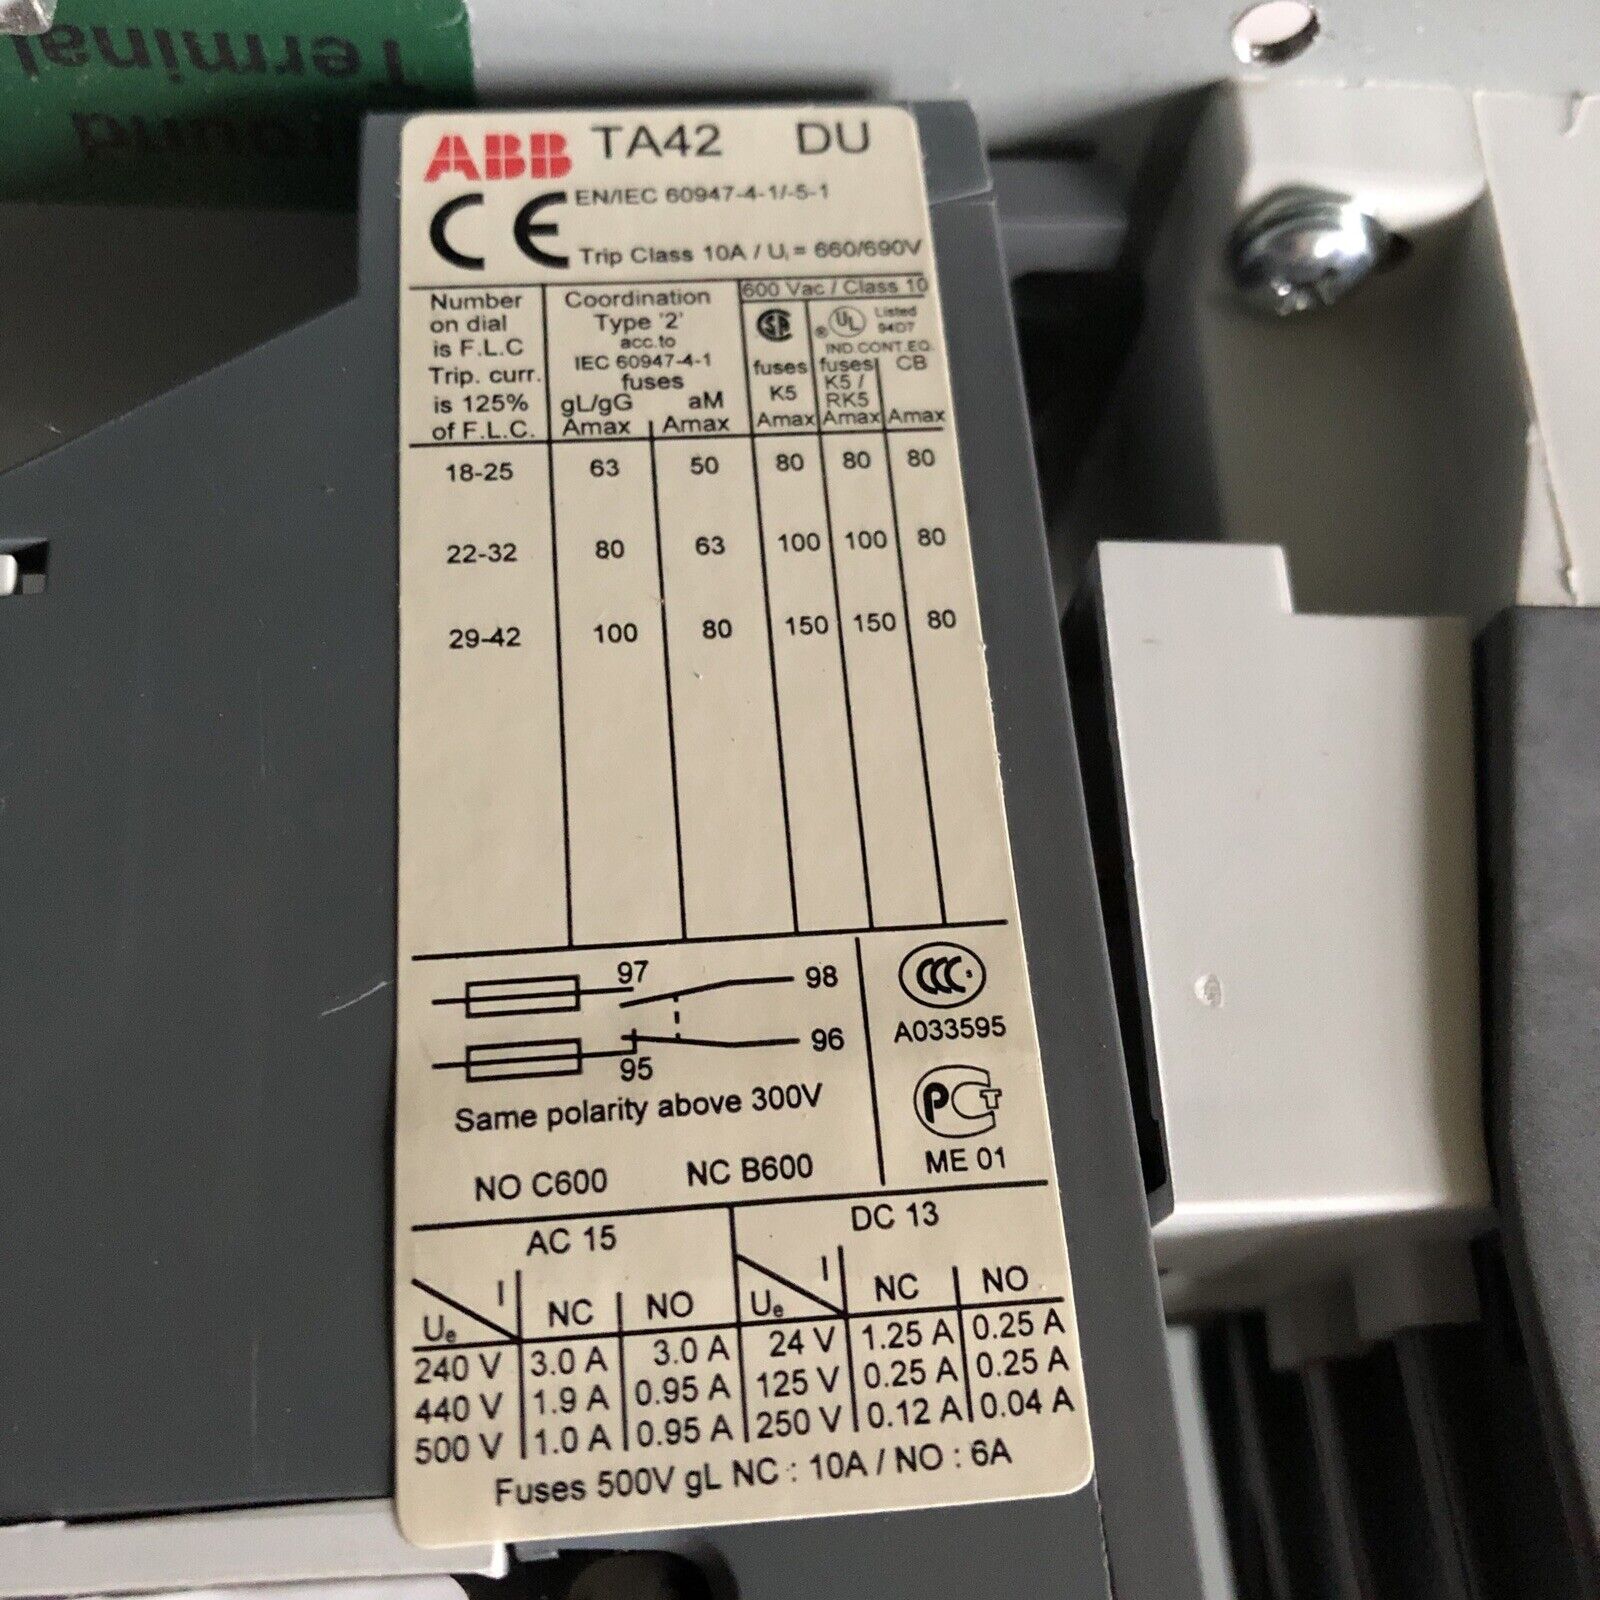 Terminal
Ground
ABB TA42 DU
CE EN/IEC 60947-4-1/-5-1
Trip Class 10A / Ui = 660/690V
Number on dial is F.L.C Trip. curr. is 125% of F.L.C.
Coordination Type '2' acc.to IEC 60947-4-1 fuses
gL/gG Amax | aM Amax
600 Vac / Class 10
SP fuses K5 Amax
® UL Listed 94D7
IND.CONT.EQ.
fuses K5 / RK5 Amax
CB Amax
18-25 63 50 80 80 80
22-32 80 63 100 100 80
29-42 100 80 150 150 80
97 98
95 96
Same polarity above 300V
NO C600 NC B600
CCC
A033595
PCT
ME 01
AC 15 DC 13
Ue I NC NO Ue I NC NO
240 V 3.0 A 3.0 A 24 V 1.25 A 0.25 A
440 V 1.9 A 0.95 A 125 V 0.25 A 0.25 A
500 V 1.0 A 0.95 A 250 V 0.12 A 0.04 A
Fuses 500V gL NC : 10A / NO : 6A